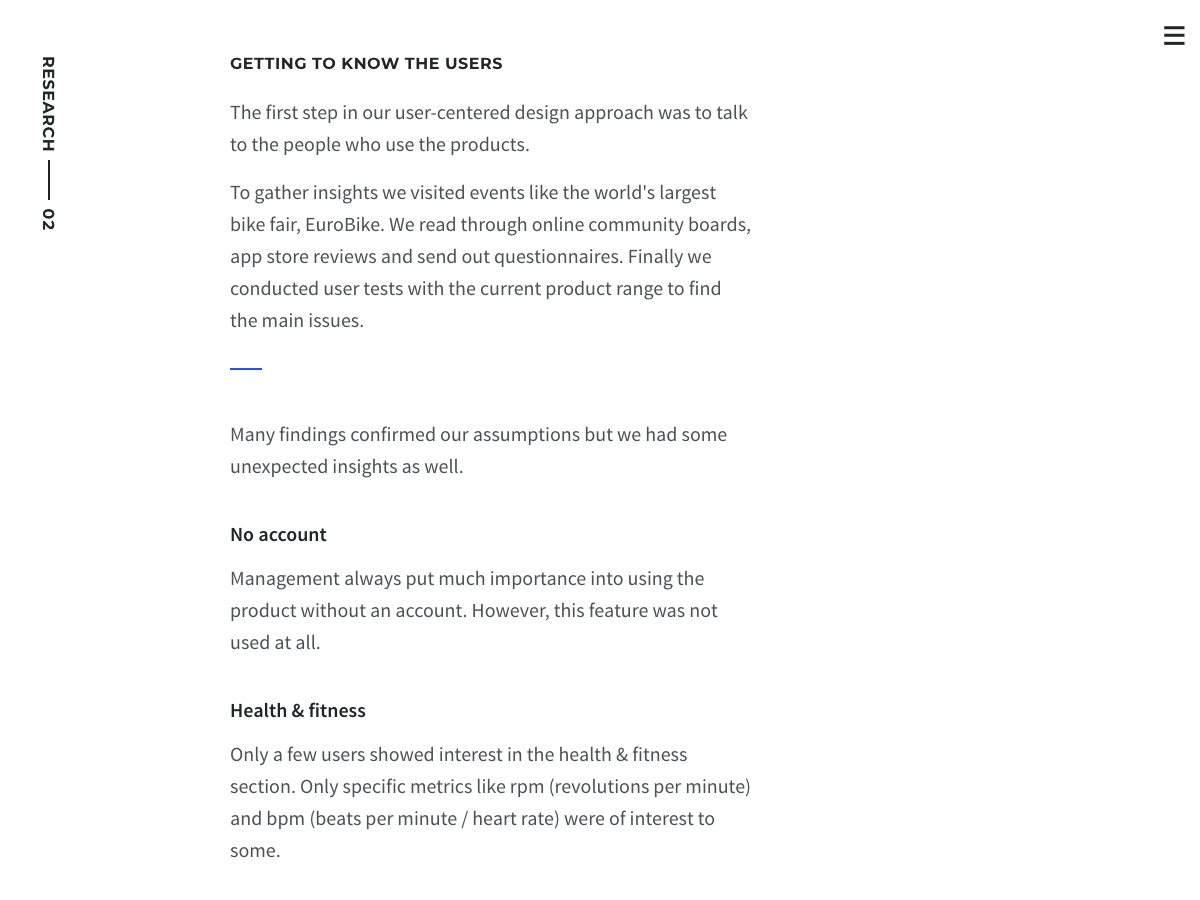 RESEARCH — 02
GETTING TO KNOW THE USERS
The first step in our user-centered design approach was to talk
to the people who use the products.
To gather insights we visited events like the world's largest
bike fair, EuroBike. We read through online community boards,
app store reviews and send out questionnaires. Finally we
conducted user tests with the current product range to find
the main issues.
Many findings confirmed our assumptions but we had some
unexpected insights as well.
No account
Management always put much importance into using the
product without an account. However, this feature was not
used at all.
Health & fitness
Only a few users showed interest in the health & fitness
section. Only specific metrics like rpm (revolutions per minute)
and bpm (beats per minute / heart rate) were of interest to
some.